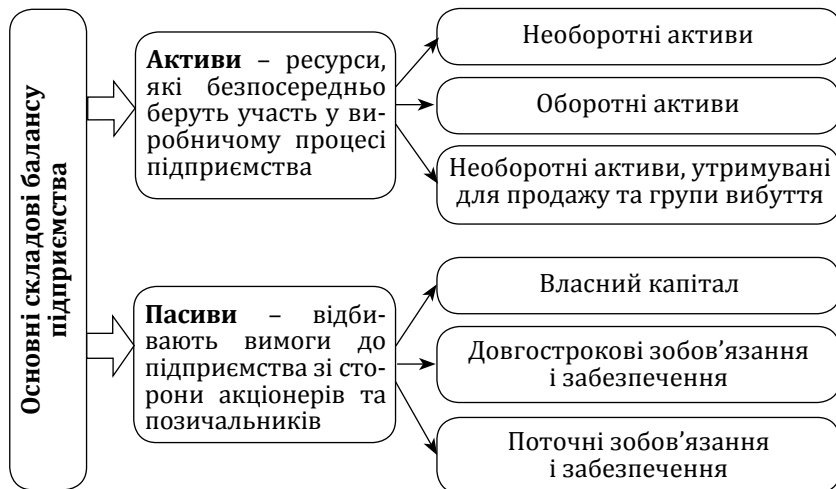 Основні складові балансу
підприємства
Активи – ресурси,
які безпосередньо
беруть участь у ви-
робничому процесі
підприємства
Необоротні активи
Оборотні активи
Необоротні активи, утримувані
для продажу та групи вибуття
Пасиви – відби-
вають вимоги до
підприємства зі сто-
рони акціонерів та
позичальників
Власний капітал
Довгострокові зобов’язання
і забезпечення
Поточні зобов’язання
і забезпечення